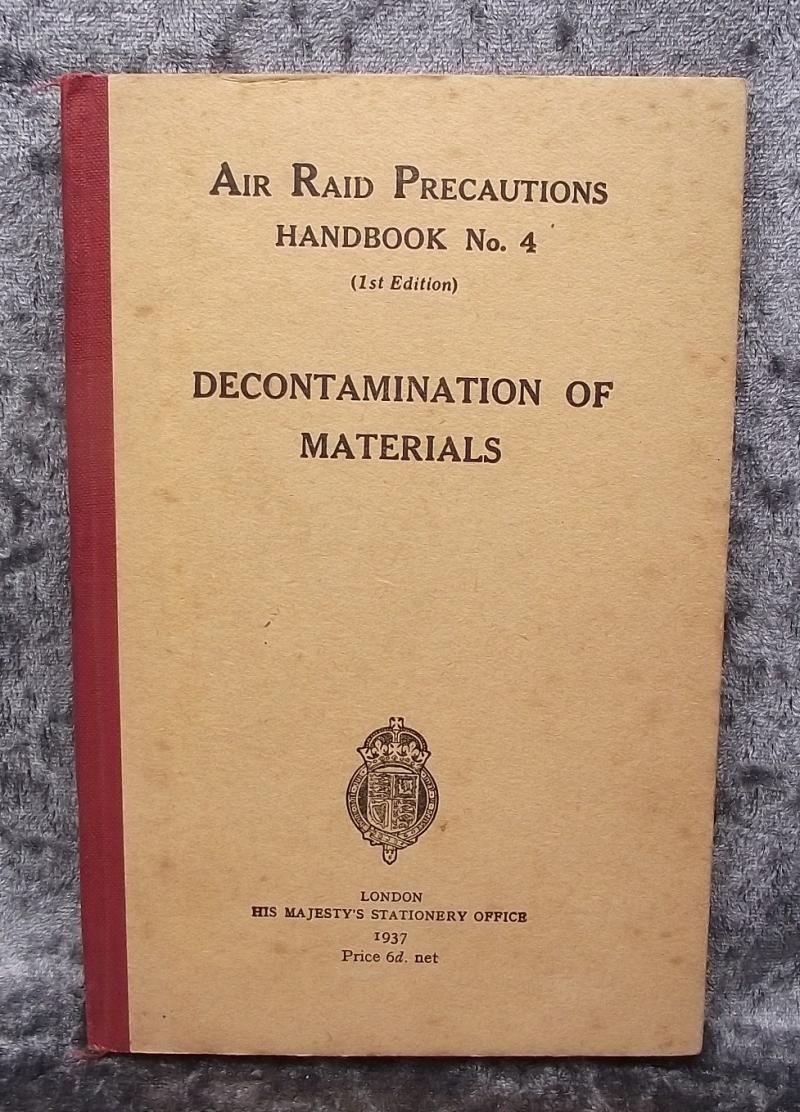 AIR RAID PRECAUTIONS
HANDBOOK No. 4
(1st Edition)
DECONTAMINATION OF
MATERIALS
LONDON
HIS MAJESTY'S STATIONERY OFFICE
1937
Price 6d. net